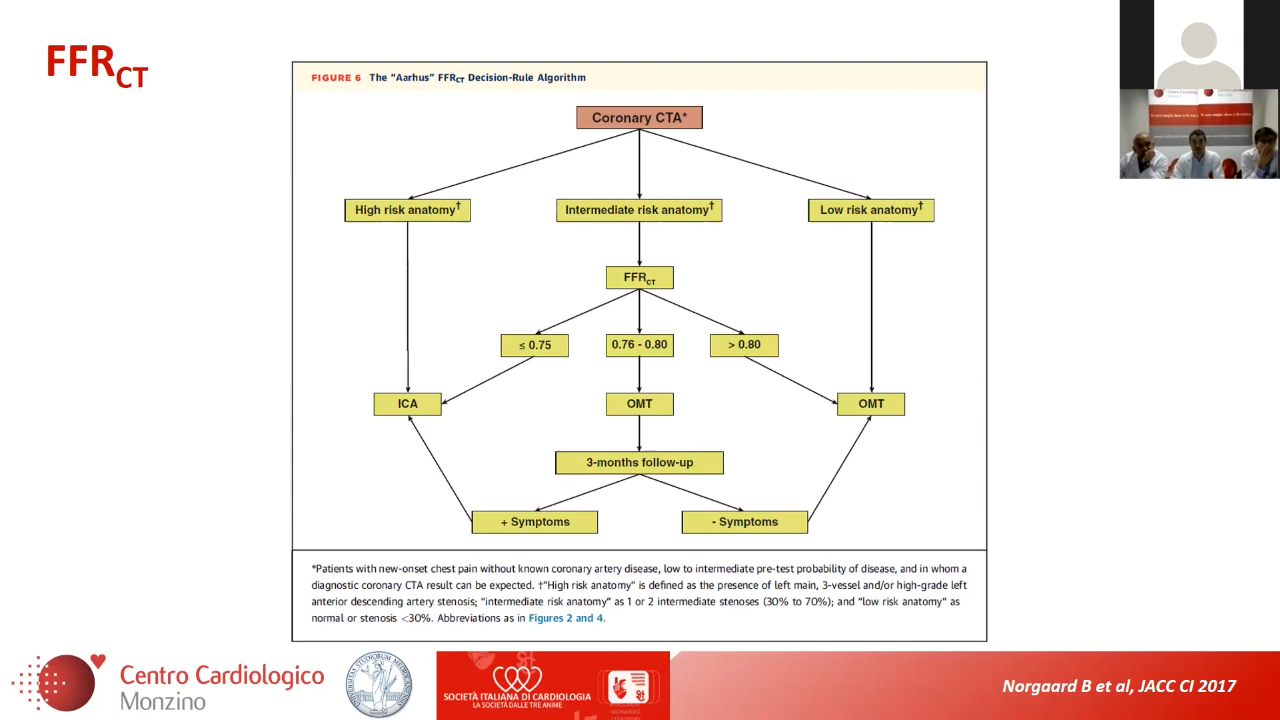 FFRCT
FIGURE 6 The "Aarhus" FFRCT Decision-Rule Algorithm
Coronary CTA*
High risk anatomy†
Intermediate risk anatomy†
Low risk anatomy†
FFRCT
≤ 0.75
0.76 - 0.80
> 0.80
ICA
OMT
OMT
3-months follow-up
+ Symptoms
- Symptoms
*Patients with new-onset chest pain without known coronary artery disease, low to intermediate pre-test probability of disease, and in whom a
diagnostic coronary CTA result can be expected. †"High risk anatomy" is defined as the presence of left main, 3-vessel and/or high-grade left
anterior descending artery stenosis; "intermediate risk anatomy" as 1 or 2 intermediate stenoses (30% to 70%); and "low risk anatomy" as
normal or stenosis <30%. Abbreviations as in Figures 2 and 4.
Centro Cardiologico
Monzino
SOCIETÀ ITALIANA DI CARDIOLOGIA
LA SOCIETÀ DALLE TRE ANIME
Norgaard B et al, JACC CI 2017